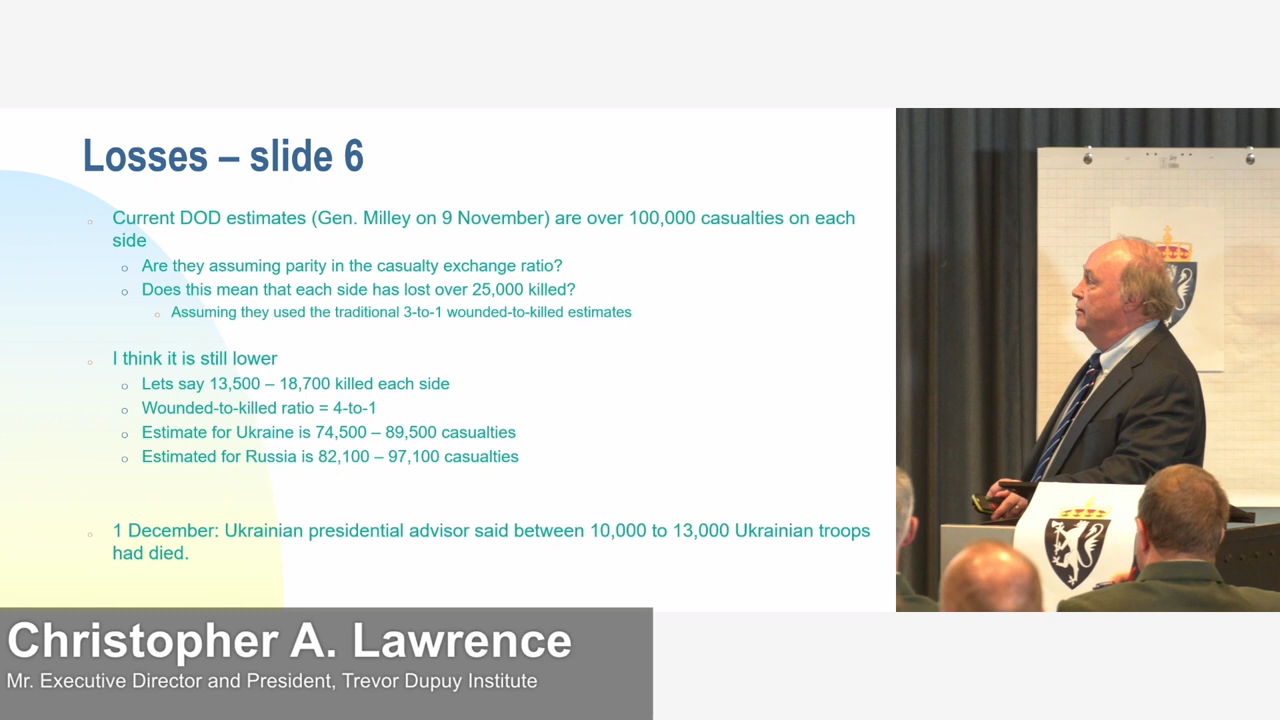 Losses – slide 6
Current DOD estimates (Gen. Milley on 9 November) are over 100,000 casualties on each
side
Are they assuming parity in the casualty exchange ratio?
Does this mean that each side has lost over 25,000 killed?
Assuming they used the traditional 3-to-1 wounded-to-killed estimates
I think it is still lower
Lets say 13,500 – 18,700 killed each side
Wounded-to-killed ratio = 4-to-1
Estimate for Ukraine is 74,500 – 89,500 casualties
Estimated for Russia is 82,100 – 97,100 casualties
1 December: Ukrainian presidential advisor said between 10,000 to 13,000 Ukrainian troops
had died.
Christopher A. Lawrence
Mr. Executive Director and President, Trevor Dupuy Institute